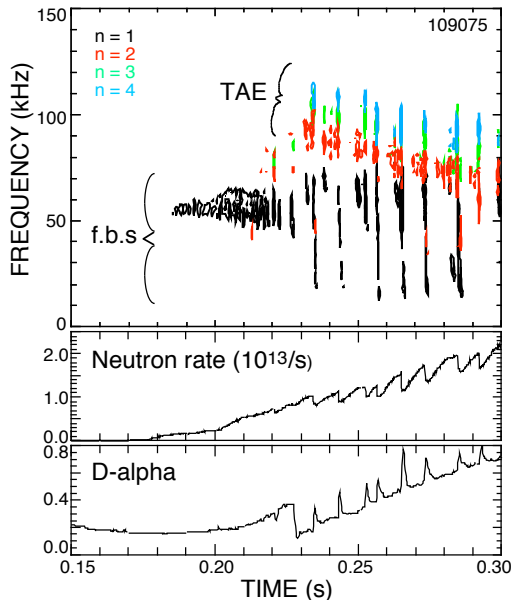 109075
150
n = 1
n = 2
n = 3
n = 4
TAE
100
FREQUENCY (kHz)
50
f.b.s
0
Neutron rate (10¹³/s)
2.0
1.0
0.0
D-alpha
0.8
0.4
0.0
0.15 0.20 0.25 0.30
TIME (s)